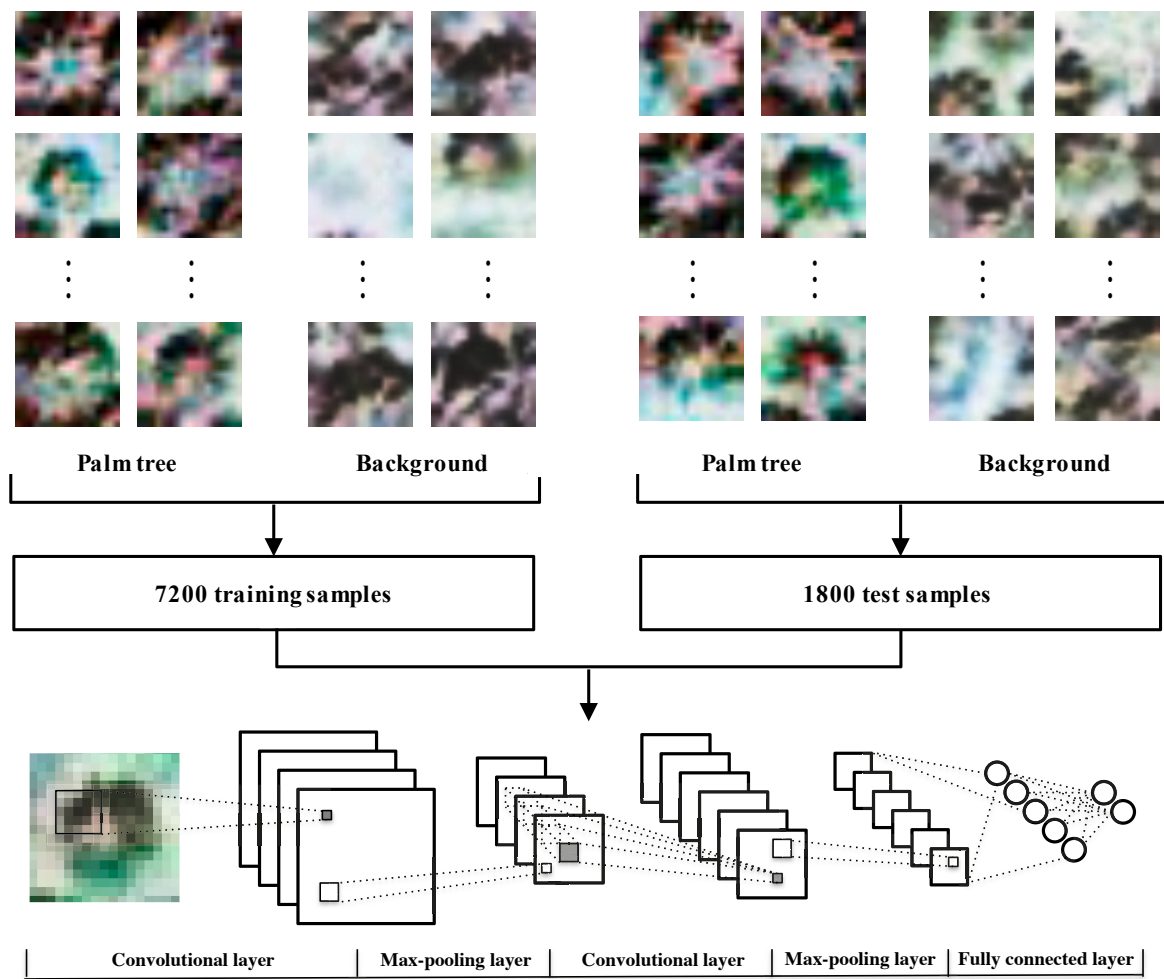 Palm tree Background Palm tree Background
7200 training samples 1800 test samples
Convolutional layer Max-pooling layer Convolutional layer Max-pooling layer Fully connected layer